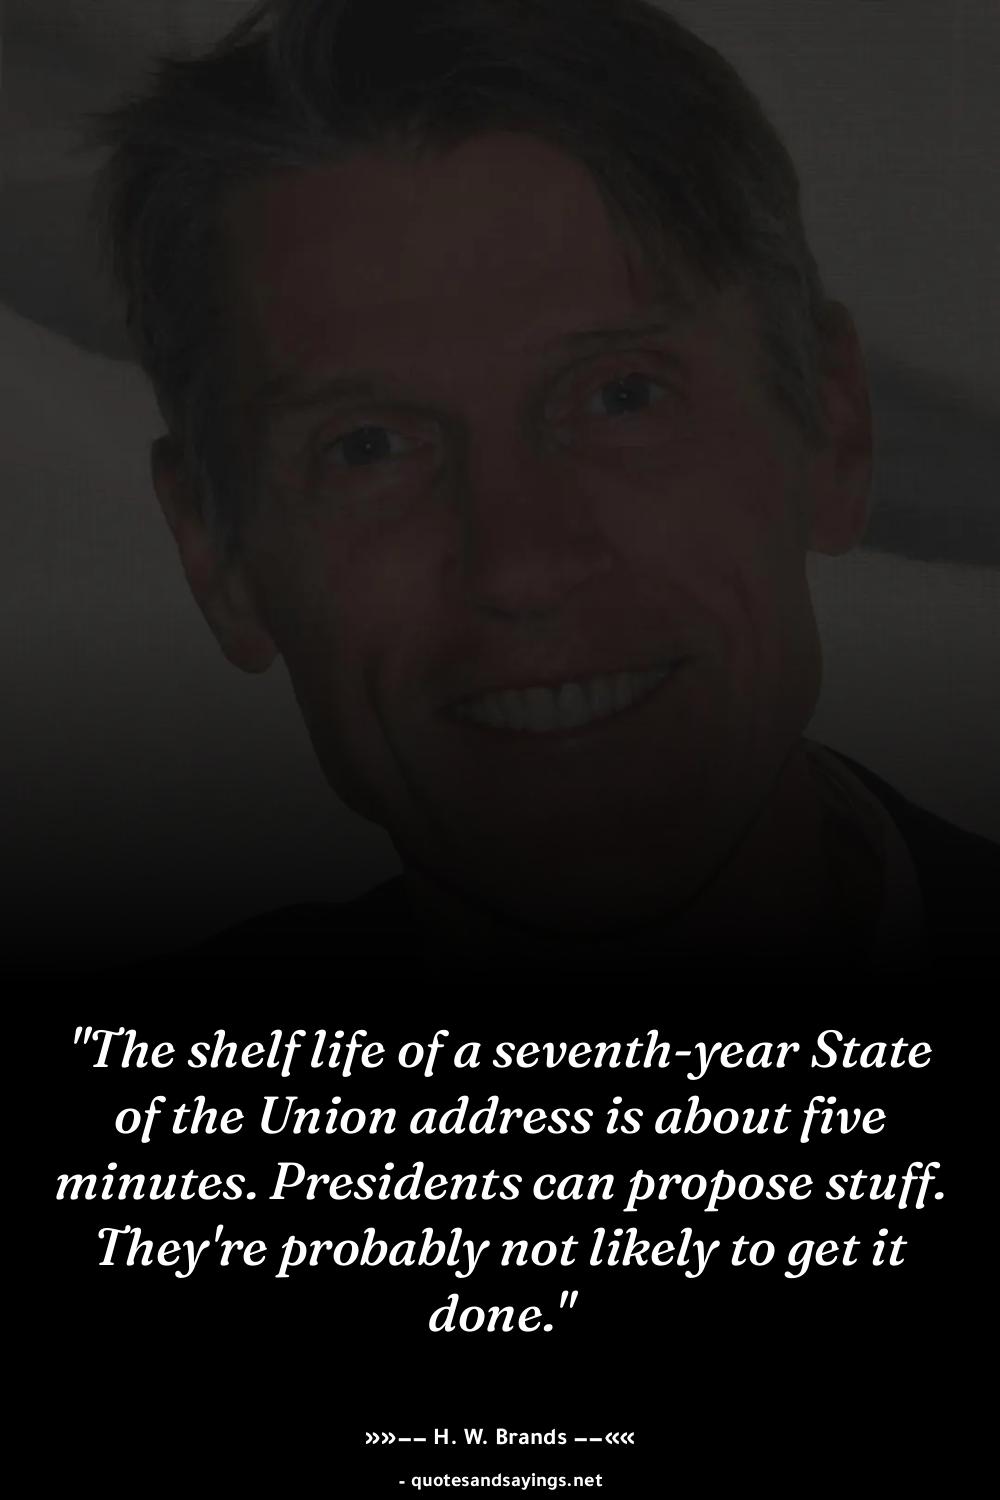 "The shelf life of a seventh-year State
of the Union address is about five
minutes. Presidents can propose stuff.
They're probably not likely to get it
done."
»»−− H. W. Brands −−««
- quotesandsayings.net